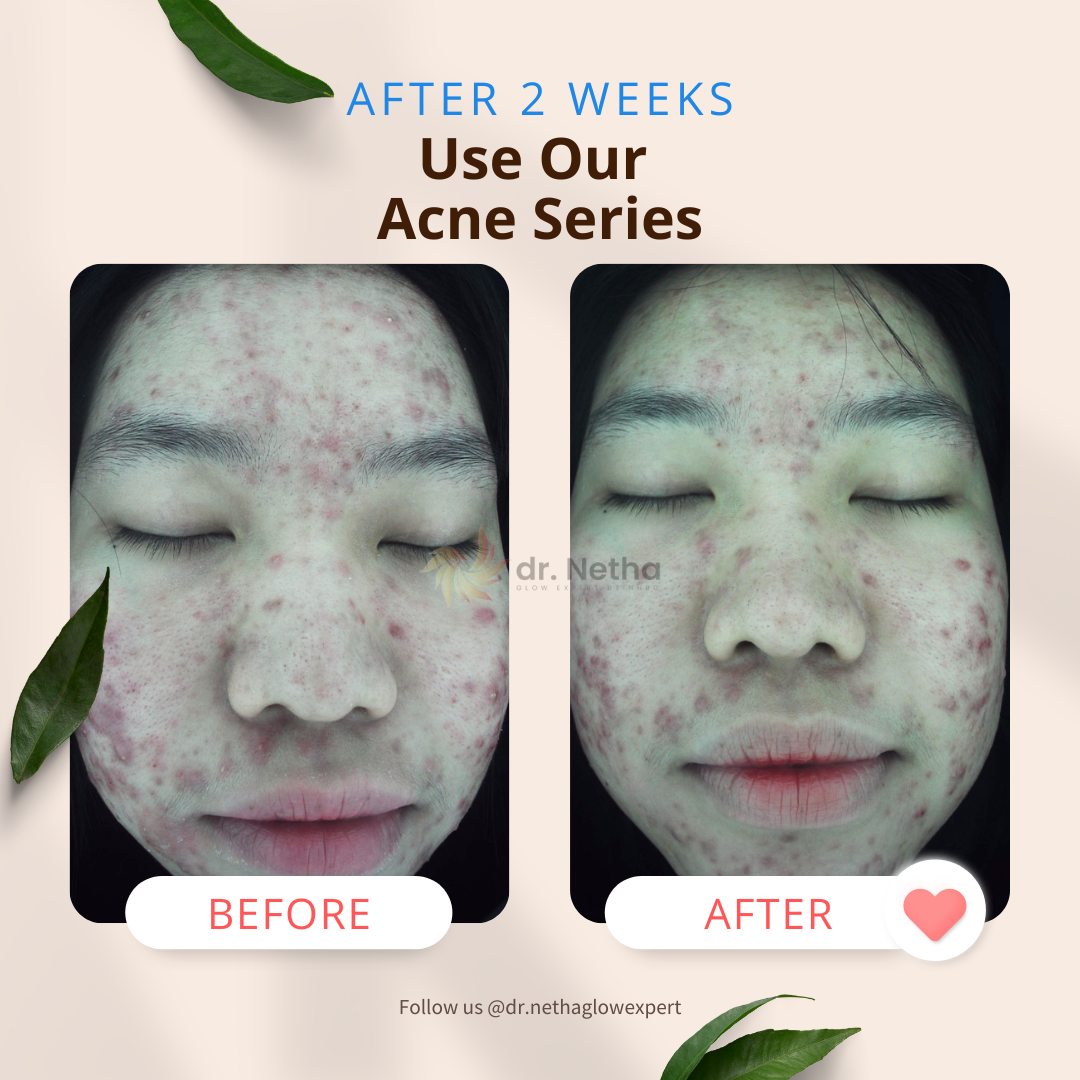 AFTER 2 WEEKS
Use Our
Acne Series
dr. Netha
BEFORE
AFTER
Follow us @dr.nethaglowexpert